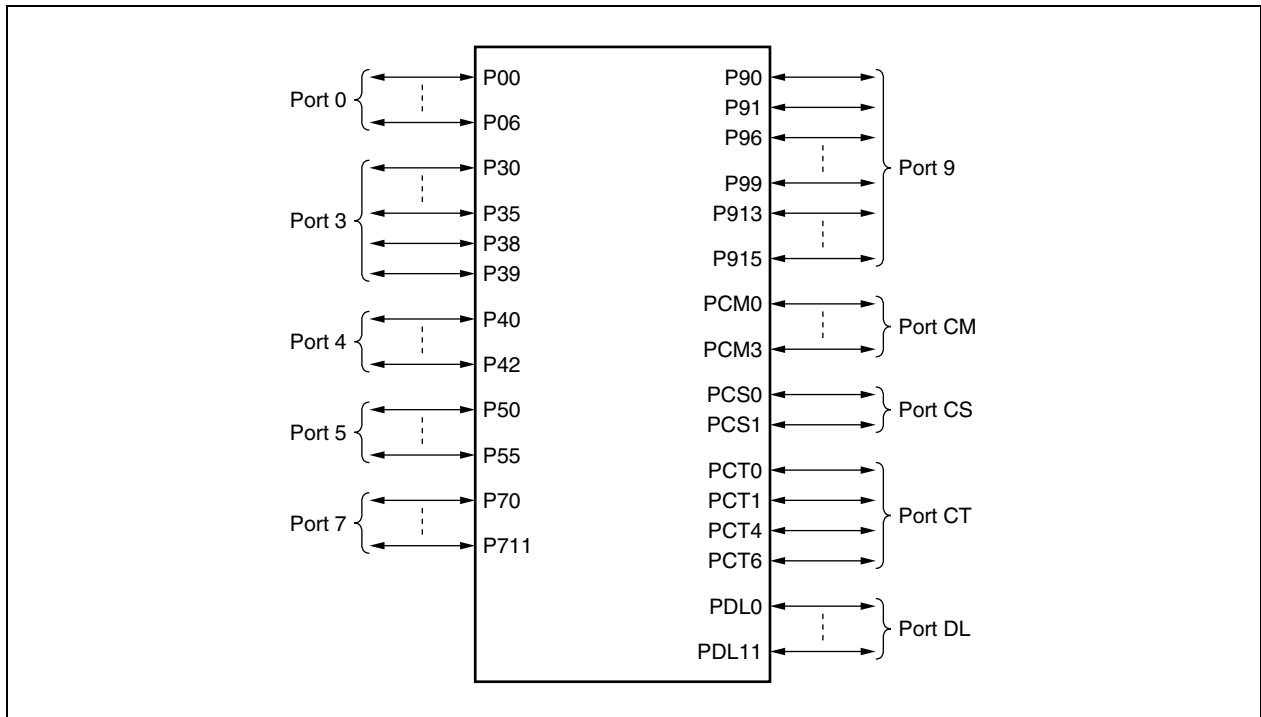 Port 0
P00
P06
Port 3
P30
P35
P38
P39
Port 4
P40
P42
Port 5
P50
P55
Port 7
P70
P711
P90
P91
P96
P99
P913
P915
Port 9
PCM0
PCM3
Port CM
PCS0
PCS1
Port CS
PCT0
PCT1
PCT4
PCT6
Port CT
PDL0
PDL11
Port DL